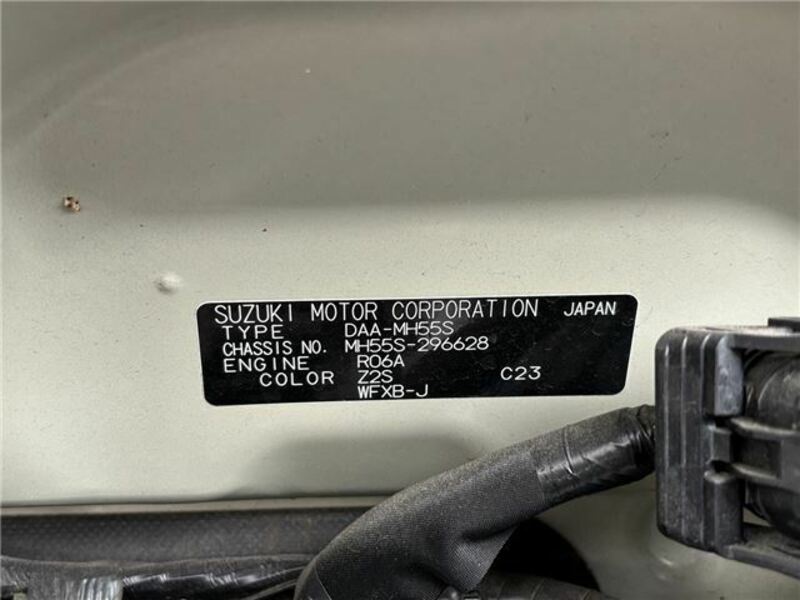 SUZUKI MOTOR CORPORATION JAPAN
TYPE DAA-MH55S
CHASSIS NO. MH55S-296628
ENGINE R06A
COLOR Z2S C23
WFXB-J